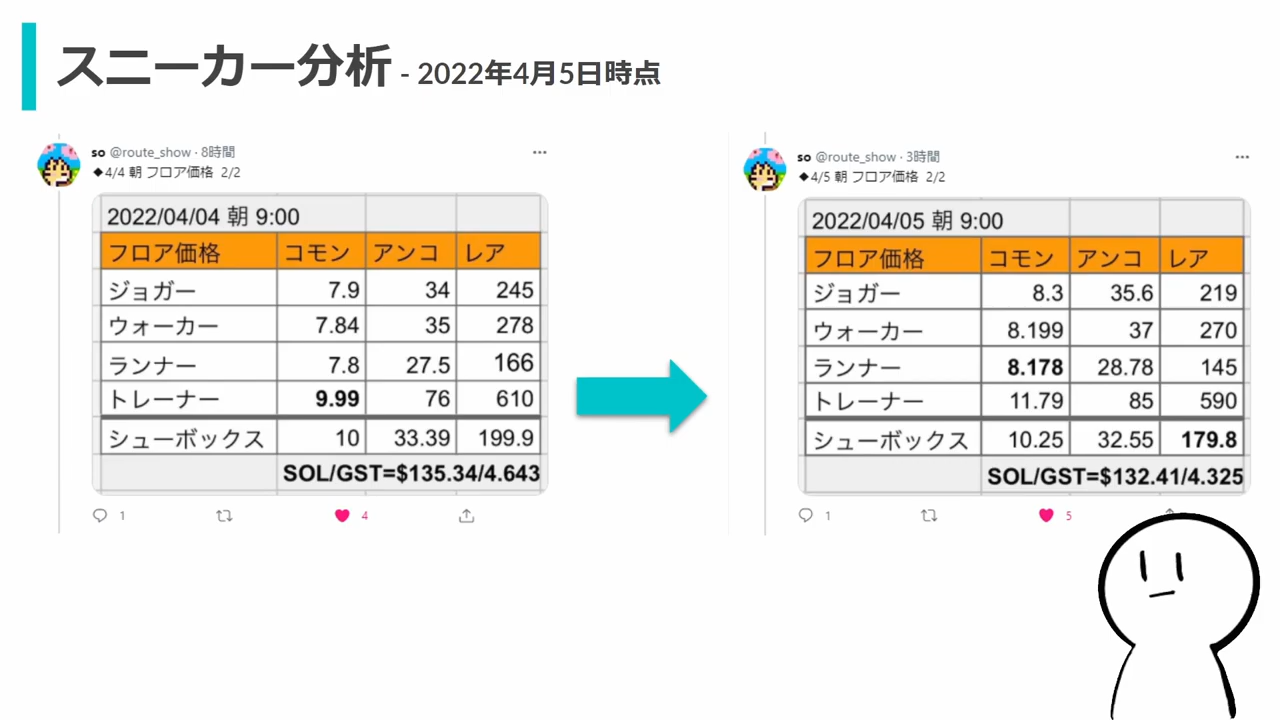 スニーカー分析 - 2022年4月5日時点
so @route_show · 8時間
◆4/4 朝 フロア価格 2/2
2022/04/04 朝 9:00
フロア価格 コモン アンコ レア
ジョガー 7.9 34 245
ウォーカー 7.84 35 278
ランナー 7.8 27.5 166
トレーナー 9.99 76 610
シューボックス 10 33.39 199.9
SOL/GST=$135.34/4.643
1 4
so @route_show · 3時間
◆4/5 朝 フロア価格 2/2
2022/04/05 朝 9:00
フロア価格 コモン アンコ レア
ジョガー 8.3 35.6 219
ウォーカー 8.199 37 270
ランナー 8.178 28.78 145
トレーナー 11.79 85 590
シューボックス 10.25 32.55 179.8
SOL/GST=$132.41/4.325
1 5